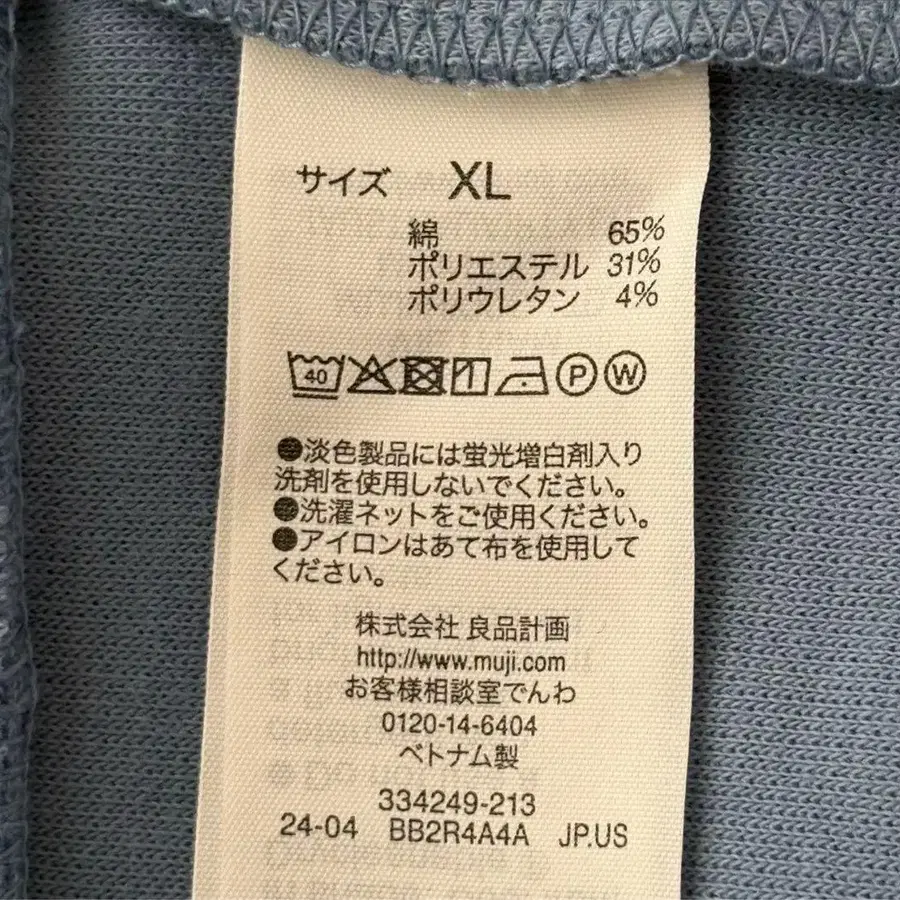 サイズ XL
綿 65%
ポリエステル 31%
ポリウレタン 4%
40 P W
●淡色製品には蛍光増白剤入り
洗剤を使用しないでください。
●洗濯ネットをご使用ください。
●アイロンはあて布を使用して
ください。
株式会社 良品計画
http://www.muji.com
お客様相談室でんわ
0120-14-6404
ベトナム製
334249-213
24-04 BB2R4A4A JP.US